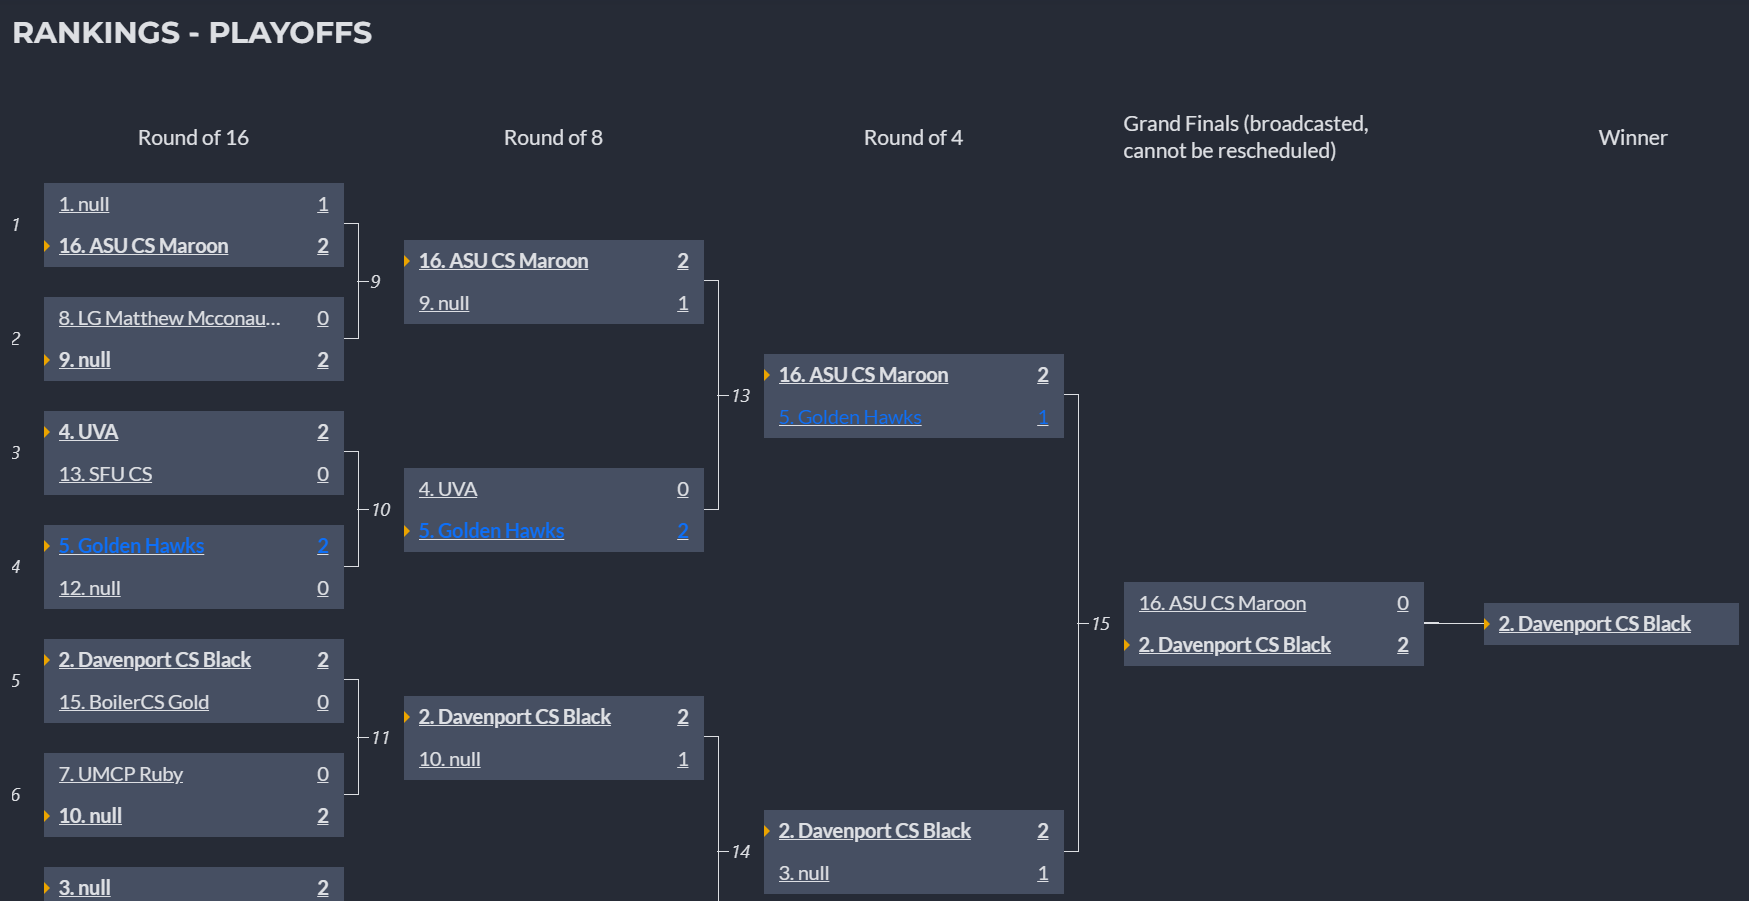 RANKINGS - PLAYOFFS
Round of 16
Round of 8
Round of 4
Grand Finals (broadcasted,
cannot be rescheduled)
Winner
1
1. null 1
16. ASU CS Maroon 2
2
8. LG Matthew Mcconau... 0
9. null 2
3
4. UVA 2
13. SFU CS 0
4
5. Golden Hawks 2
12. null 0
5
2. Davenport CS Black 2
15. BoilerCS Gold 0
6
7. UMCP Ruby 0
10. null 2
3. null 2
9
16. ASU CS Maroon 2
9. null 1
10
4. UVA 0
5. Golden Hawks 2
11
2. Davenport CS Black 2
10. null 1
13
16. ASU CS Maroon 2
5. Golden Hawks 1
14
2. Davenport CS Black 2
3. null 1
15
16. ASU CS Maroon 0
2. Davenport CS Black 2
2. Davenport CS Black